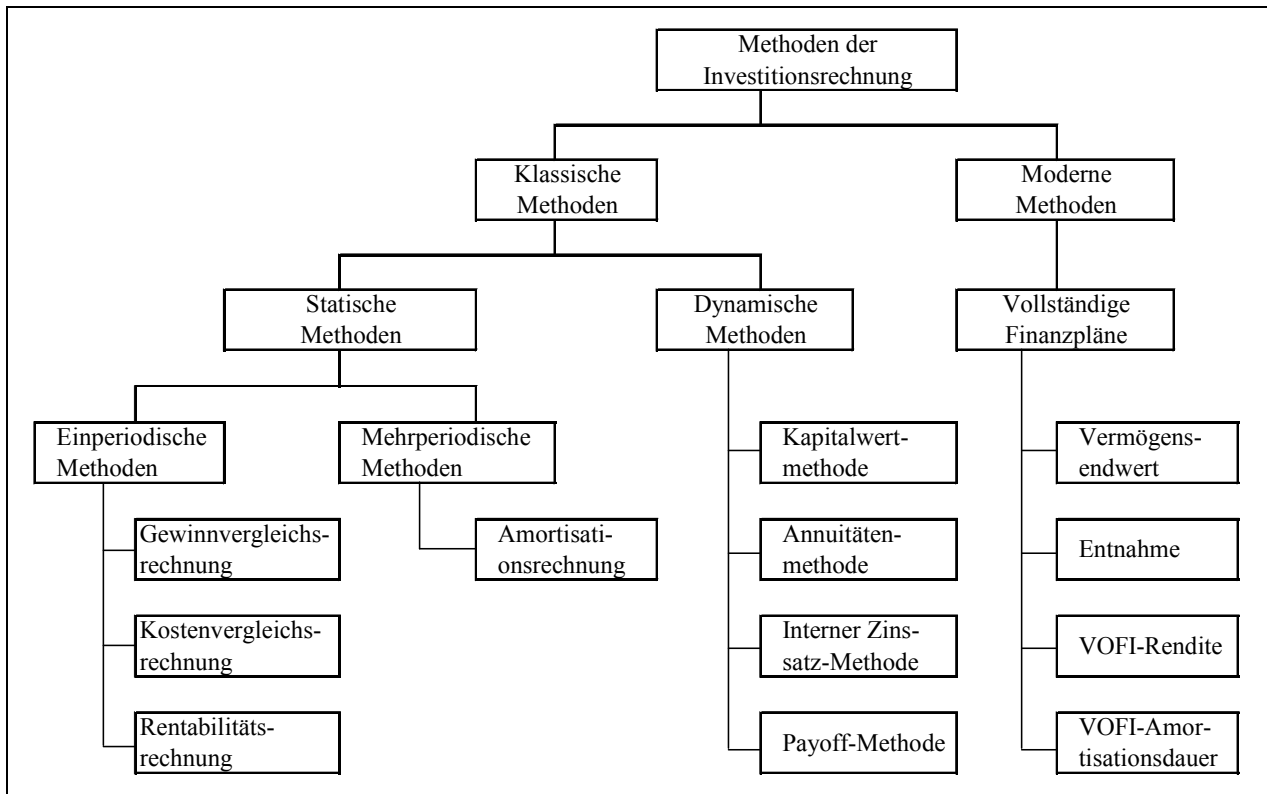 Methoden der
Investitionsrechnung
Klassische
Methoden
Moderne
Methoden
Statische
Methoden
Dynamische
Methoden
Vollständige
Finanzpläne
Einperiodische
Methoden
Mehrperiodische
Methoden
Kapitalwert-
methode
Vermögens-
endwert
Gewinnvergleichs-
rechnung
Amortisati-
onsrechnung
Annuitäten-
methode
Entnahme
Kostenvergleichs-
rechnung
Interner Zins-
satz-Methode
VOFI-Rendite
Rentabilitäts-
rechnung
Payoff-Methode
VOFI-Amor-
tisationsdauer